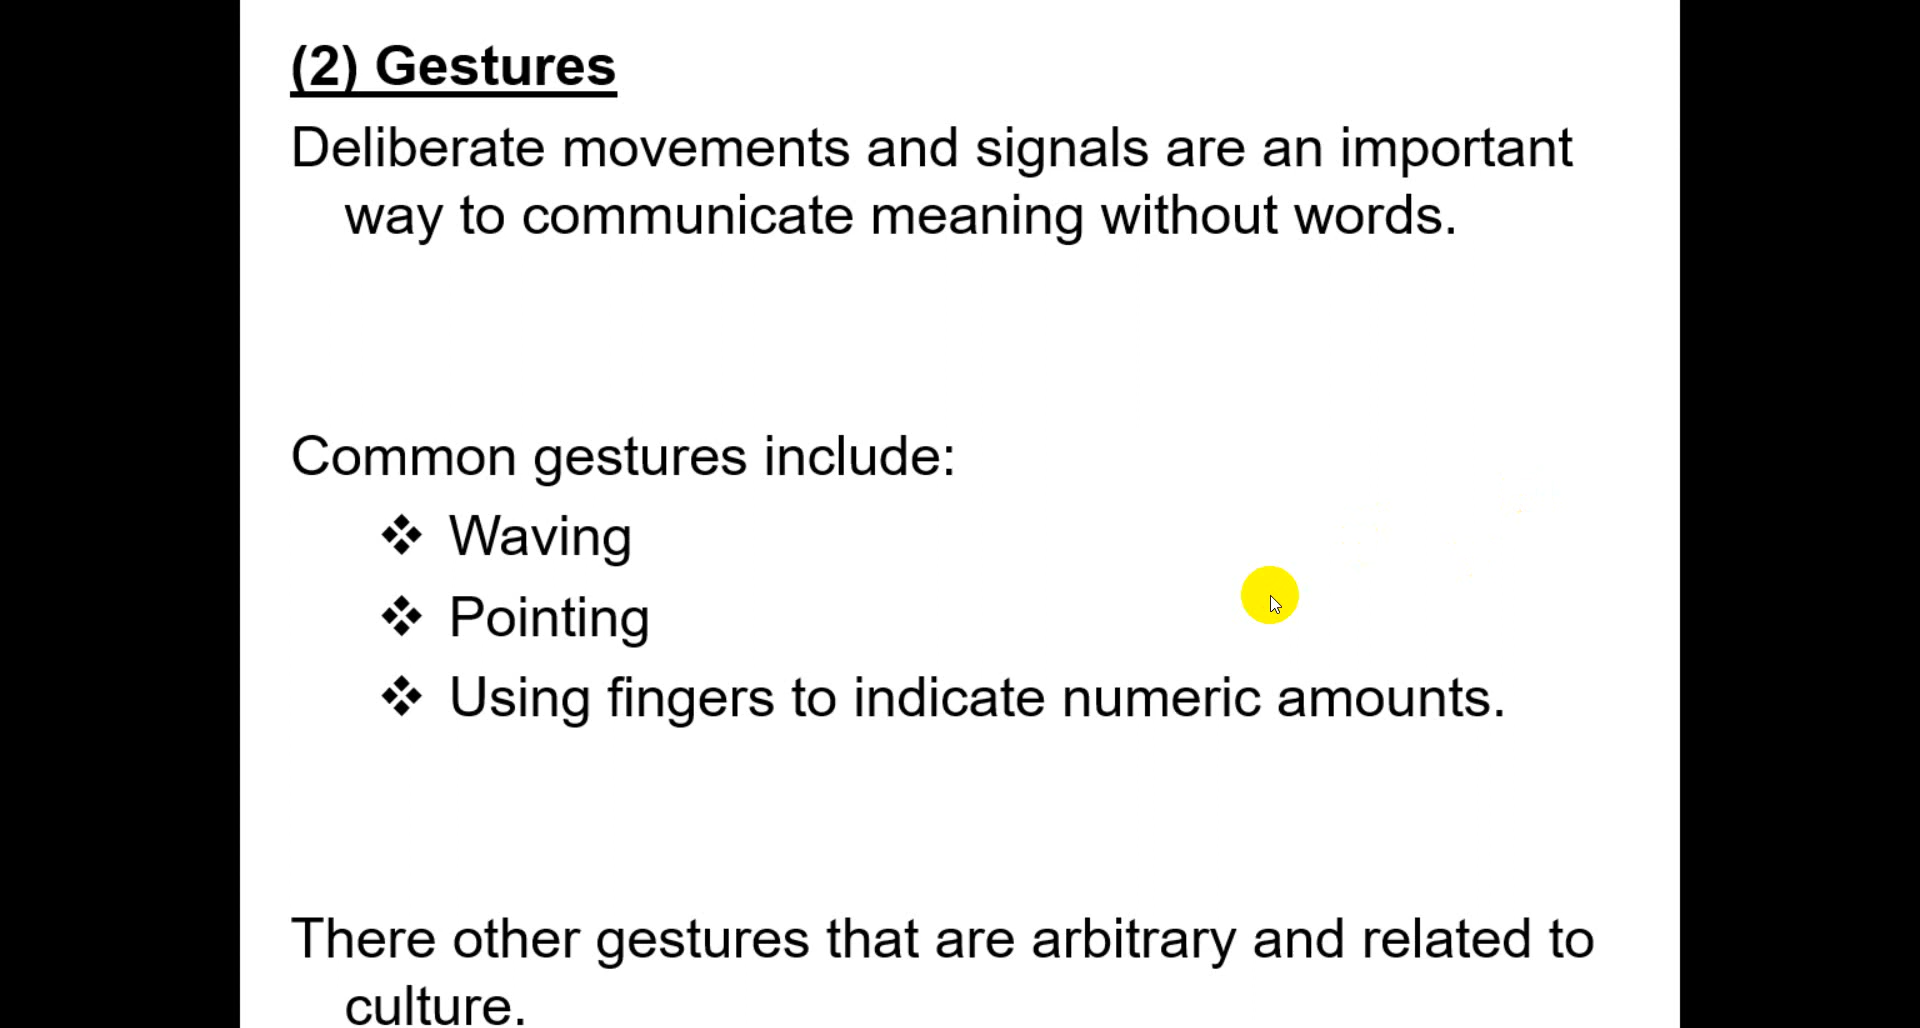 (2) Gestures
Deliberate movements and signals are an important
way to communicate meaning without words.
Common gestures include:
❖ Waving
❖ Pointing
❖ Using fingers to indicate numeric amounts.
There other gestures that are arbitrary and related to
culture.